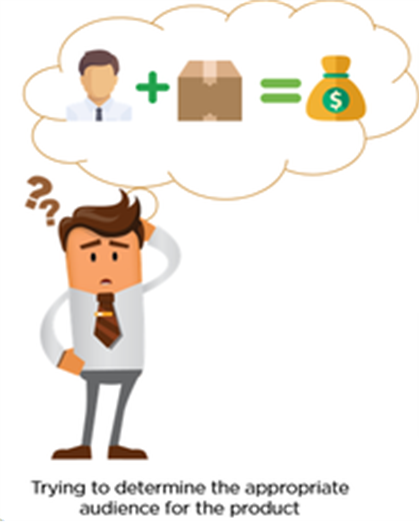 $
??
Trying to determine the appropriate
audience for the product